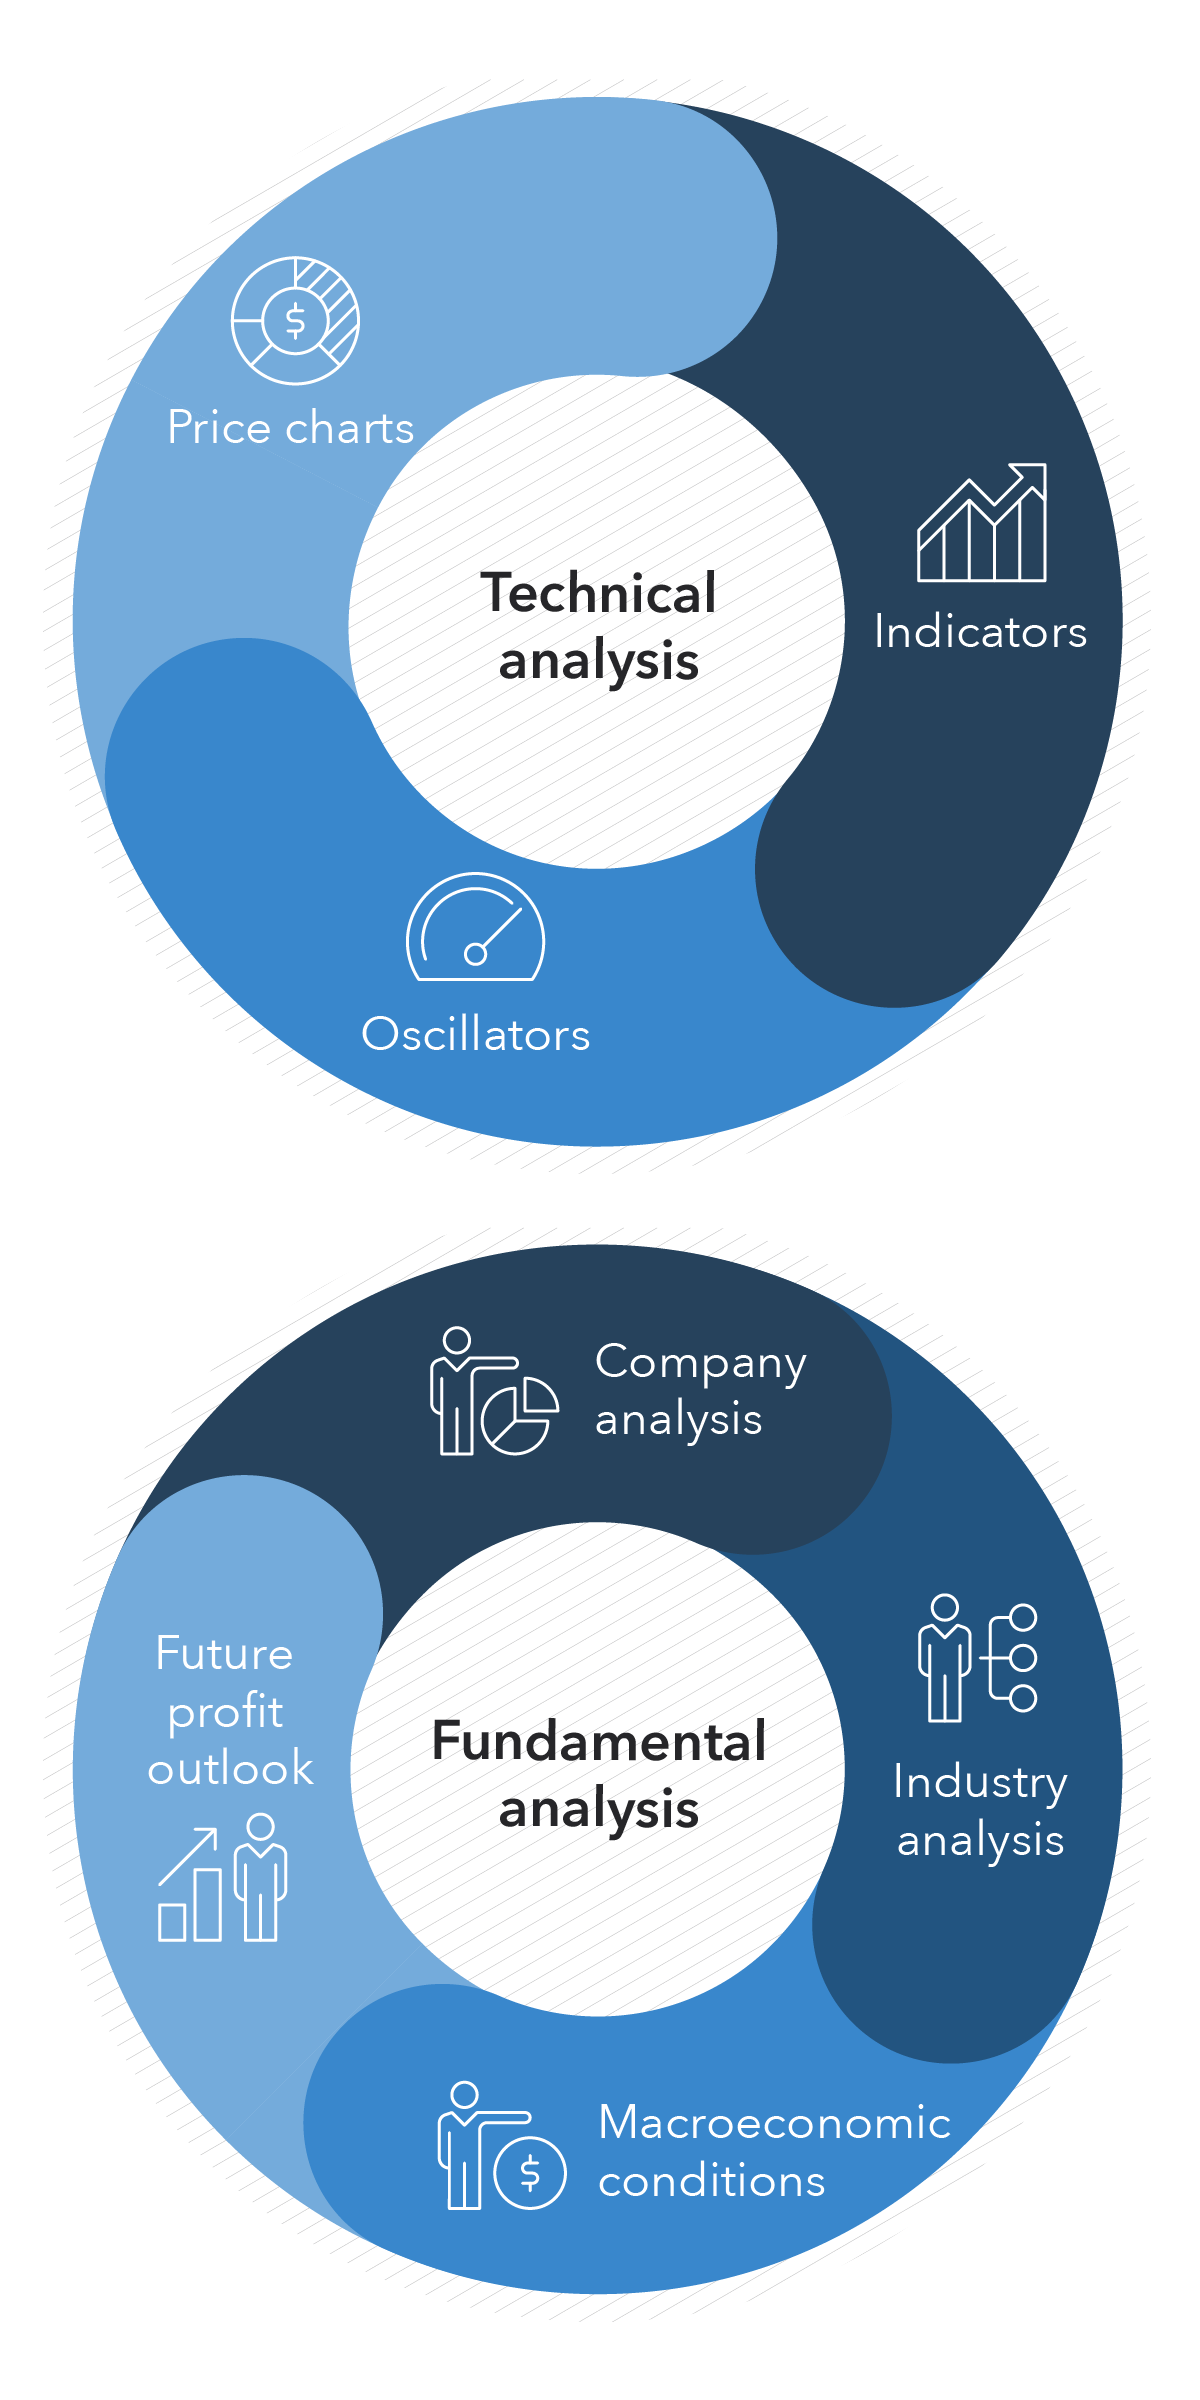 Price charts
Indicators
Technical
analysis
Oscillators
Company
analysis
Future
profit
outlook
Fundamental
analysis
Industry
analysis
Macroeconomic
conditions